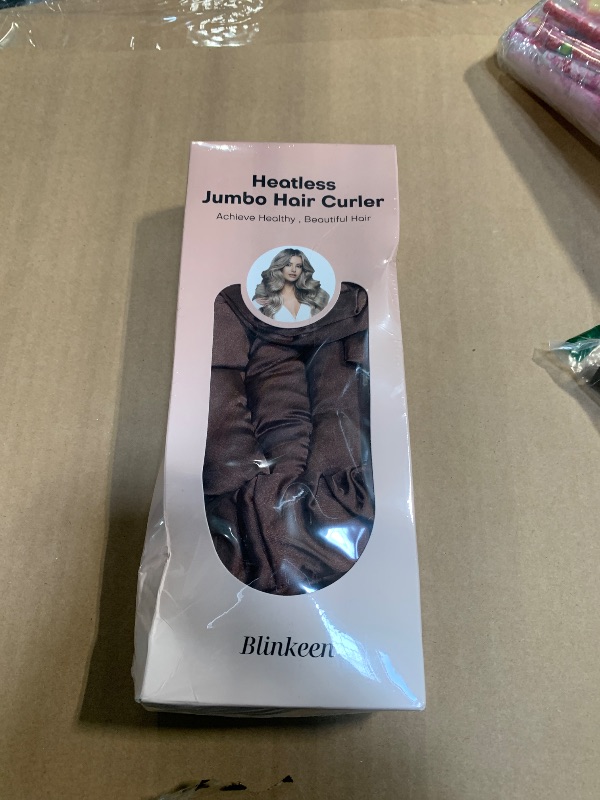 Heatless
Jumbo Hair Curler
Achieve Healthy , Beautiful Hair
Blinkeen